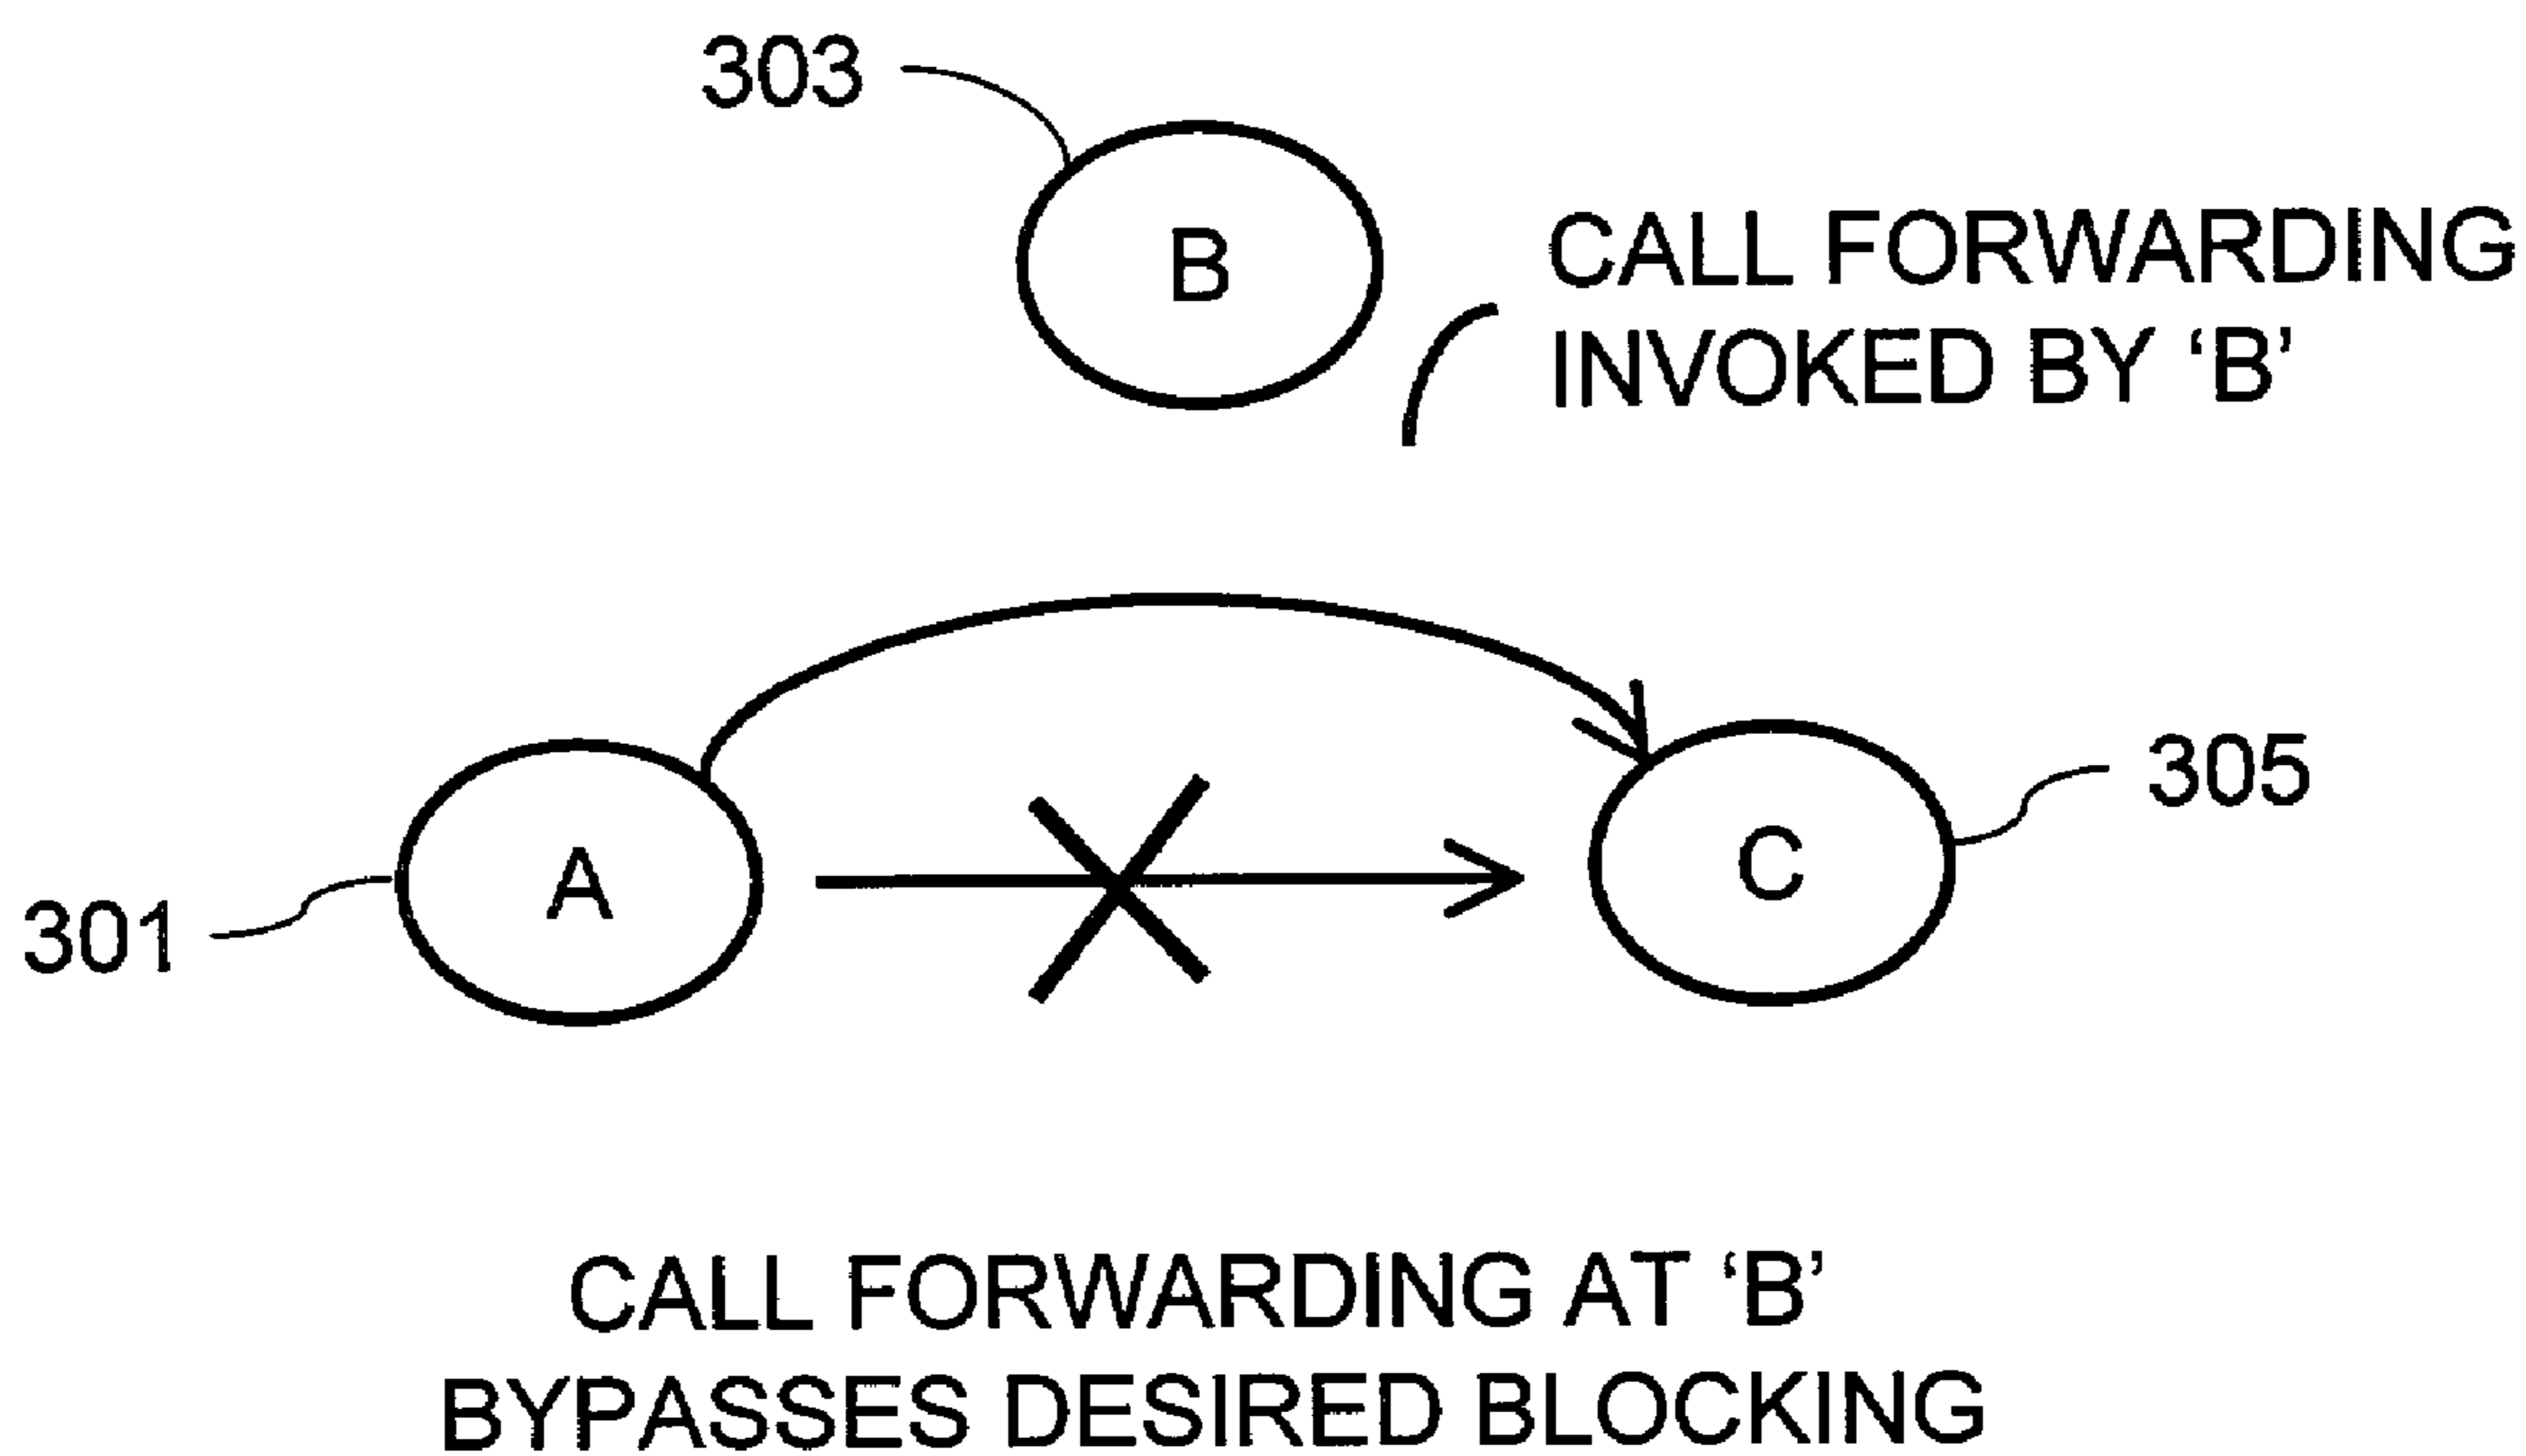 303
B
CALL FORWARDING
INVOKED BY ‘B’
A
C
305
301
CALL FORWARDING AT ‘B’
BYPASSES DESIRED BLOCKING